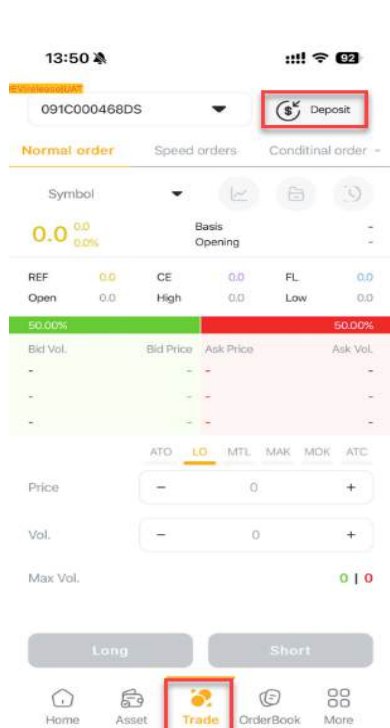 13:50 92
091C000468DS Deposit
Normal order Speed orders Conditinal order -
Symbol
0.0 0.0 Basis -
0.0% Opening -
REF 0.0 CE 0.0 FL 0.0
Open 0.0 High 0.0 Low 0.0
50.00% 50.00%
Bid Vol. Bid Price Ask Price Ask Vol.
- - - -
- - - -
- - - -
ATO LO MTL MAK MOK ATC
Price - 0 +
Vol. - 0 +
Max Vol. 0 | 0
Long Short
Home Asset Trade OrderBook More